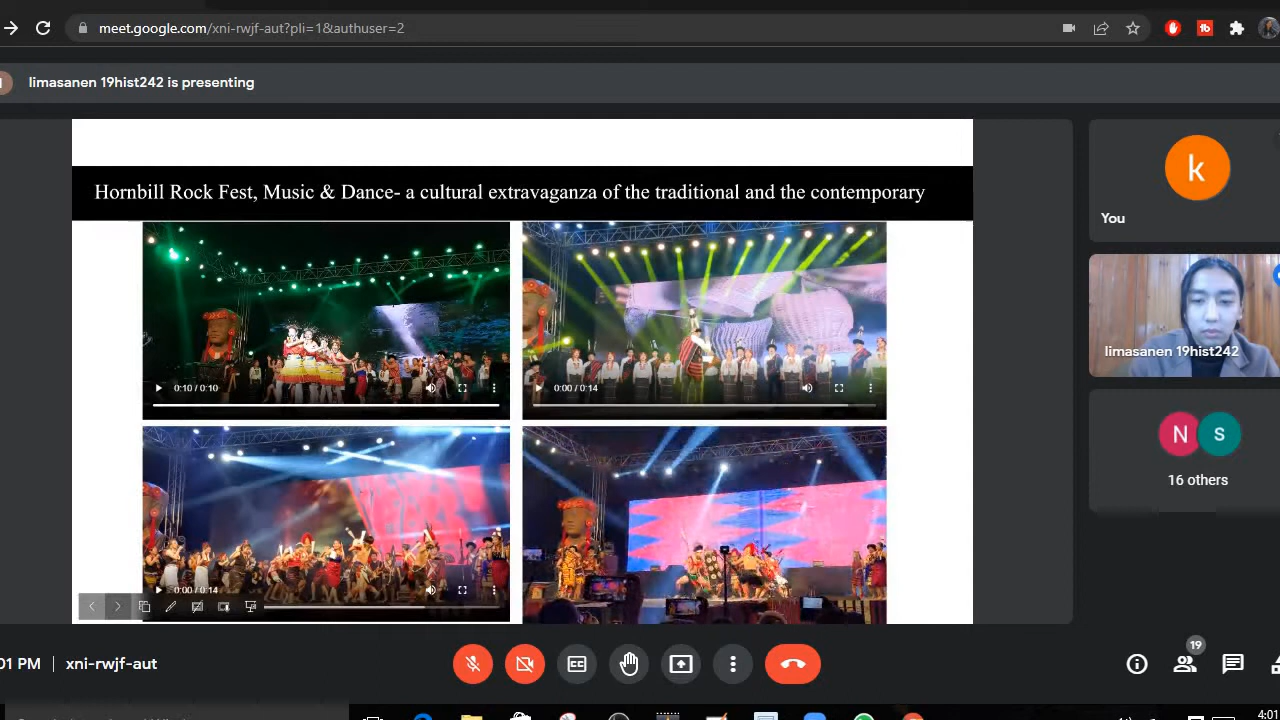 meet.google.com/xni-rwjf-aut?pli=1&authuser=2
limasanen 19hist242 is presenting
Hornbill Rock Fest, Music & Dance- a cultural extravaganza of the traditional and the contemporary
k
You
limasanen 19hist242
0:10 / 0:10
0:00 / 0:14
N S
16 others
0:00 / 0:14
01 PM | xni-rwjf-aut
CC
19
4:01